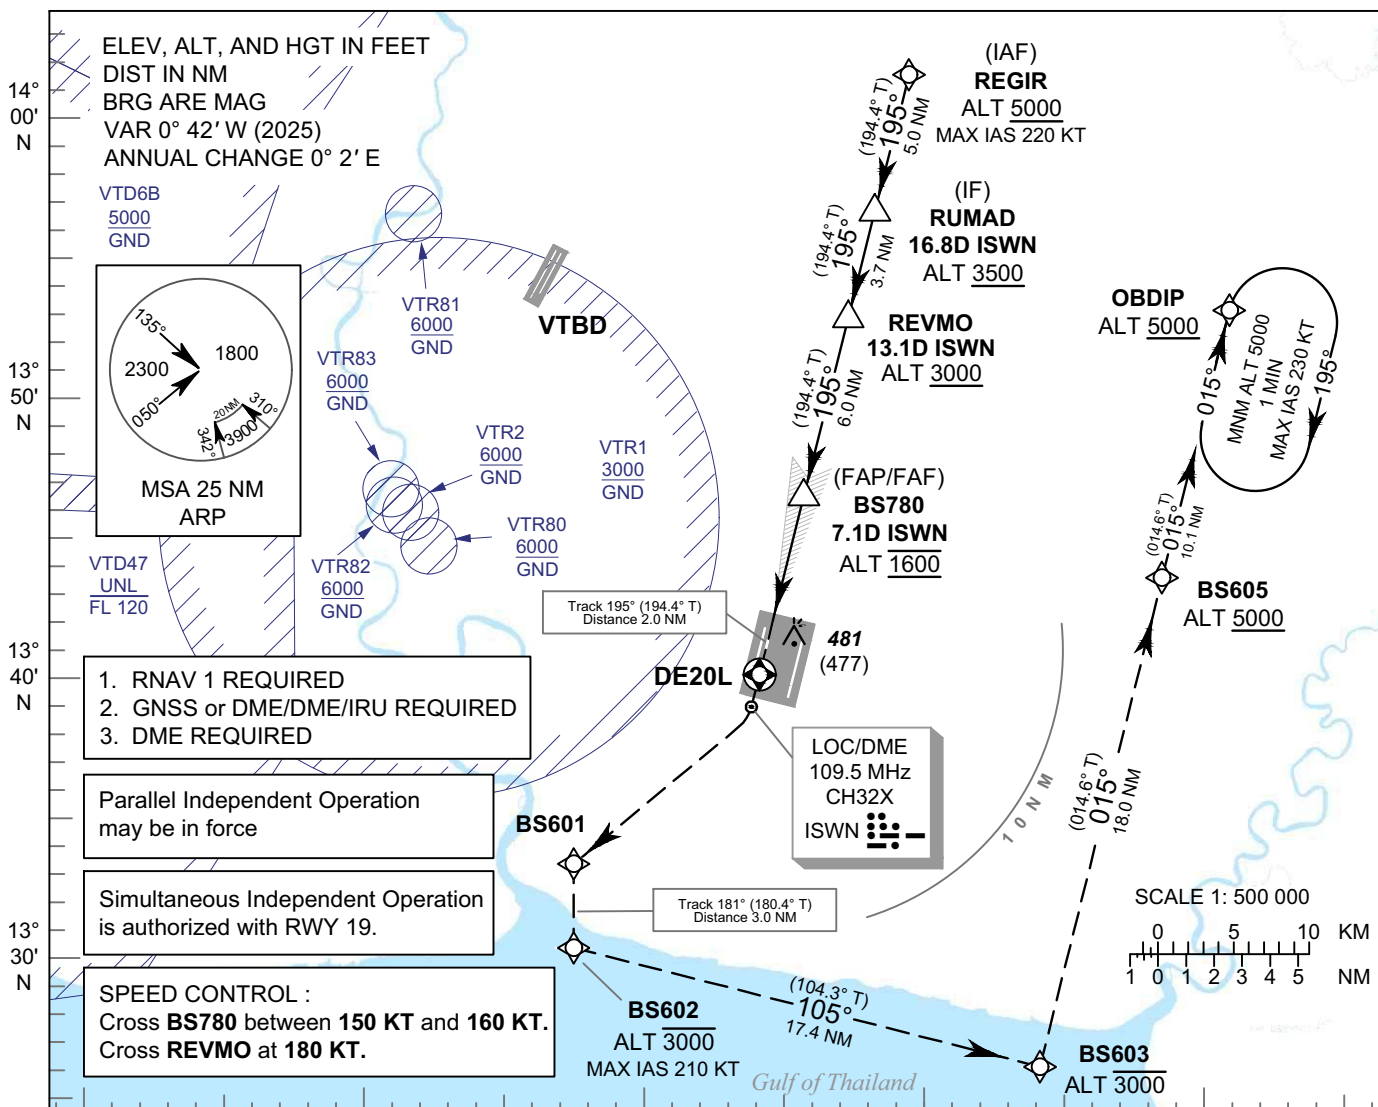 ELEV, ALT, AND HGT IN FEET
DIST IN NM
BRG ARE MAG
VAR 0° 42′ W (2025)
ANNUAL CHANGE 0° 2′ E
14°
00'
N
13°
50'
N
13°
40'
N
13°
30'
N
VTD6B
5000
GND
135°
2300
1800
050°
20 NM
310°
342°
3900
MSA 25 NM
ARP
VTR81
6000
GND
VTBD
VTR83
6000
GND
VTR2
6000
GND
VTR1
3000
GND
VTR80
6000
GND
VTR82
6000
GND
VTD47
UNL
FL 120
(IAF)
REGIR
ALT 5000
MAX IAS 220 KT
(194.4° T)
195°
5.0 NM
(IF)
RUMAD
16.8D ISWN
ALT 3500
(194.4° T)
195°
3.7 NM
REVMO
13.1D ISWN
ALT 3000
(194.4° T)
195°
6.0 NM
(FAP/FAF)
BS780
7.1D ISWN
ALT 1600
Track 195° (194.4° T)
Distance 2.0 NM
481
(477)
DE20L
LOC/DME
109.5 MHz
CH32X
ISWN
10NM
OBDIP
ALT 5000
MNM ALT 5000
1 MIN
MAX IAS 230 KT
195°
015°
(014.6° T)
015°
10.1 NM
BS605
ALT 5000
(014.6° T)
015°
18.0 NM
1. RNAV 1 REQUIRED
2. GNSS or DME/DME/IRU REQUIRED
3. DME REQUIRED
Parallel Independent Operation
may be in force
Simultaneous Independent Operation
is authorized with RWY 19.
SPEED CONTROL :
Cross BS780 between 150 KT and 160 KT.
Cross REVMO at 180 KT.
BS601
Track 181° (180.4° T)
Distance 3.0 NM
BS602
ALT 3000
MAX IAS 210 KT
(104.3° T)
105°
17.4 NM
BS603
ALT 3000
Gulf of Thailand
SCALE 1: 500 000
0 5 10 KM
1 0 1 2 3 4 5 NM